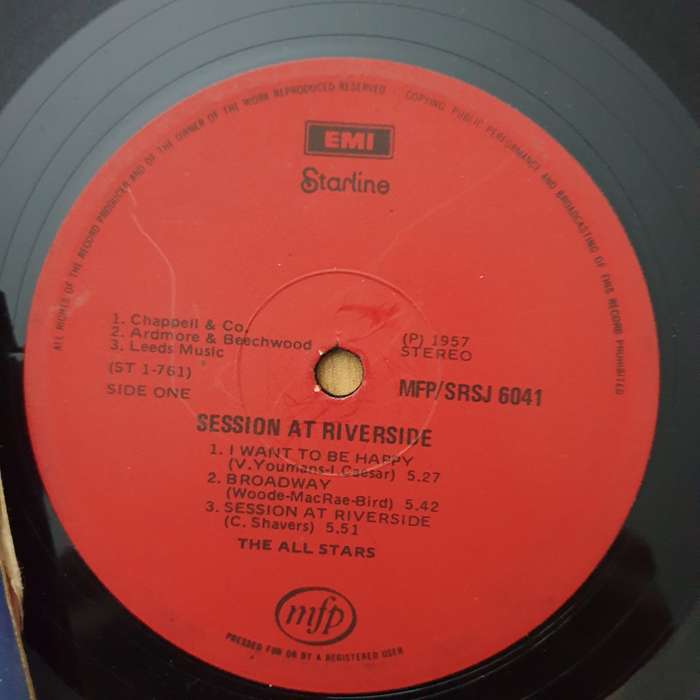 ALL RIGHTS OF THE RECORD PRODUCER AND OF THE OWNER OF THE WORK REPRODUCED RESERVED · COPYING PUBLIC PERFORMANCE AND BROADCASTING OF THIS RECORD PROHIBITED
EMI
Starline
1. Chappell & Co.
2. Ardmore & Beechwood
3. Leeds Music
(ST 1-761)
SIDE ONE
(P) 1957
STEREO
MFP/SRSJ 6041
SESSION AT RIVERSIDE
1. I WANT TO BE HAPPY
(V. Youmans-I. Caesar) 5.27
2. BROADWAY
(Woode-MacRae-Bird) 5.42
3. SESSION AT RIVERSIDE
(C. Shavers) 5.51
THE ALL STARS
mfp
PRESSED FOR OR BY A REGISTERED USER